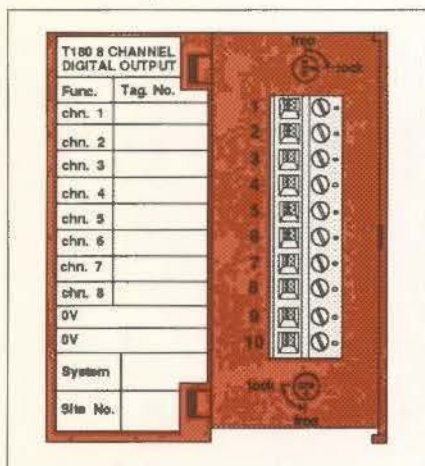 T180 8 CHANNEL
DIGITAL OUTPUT
Func. Tag. No.
chn. 1
chn. 2
chn. 3
chn. 4
chn. 5
chn. 6
chn. 7
chn. 8
0V
0V
System
Site No.
free
lock
1
2
3
4
5
6
7
8
9
10
lock
free